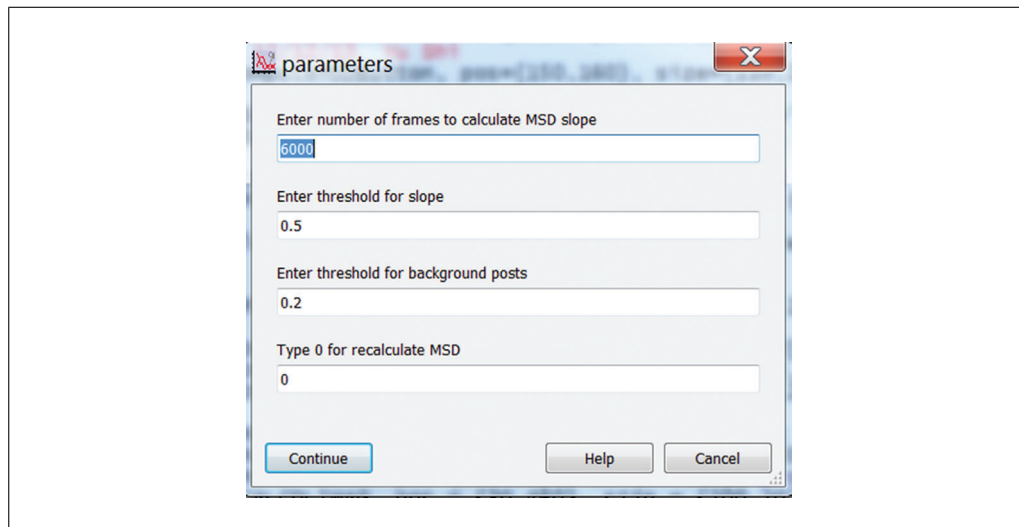 parameters
Enter number of frames to calculate MSD slope
6000
Enter threshold for slope
0.5
Enter threshold for background posts
0.2
Type 0 for recalculate MSD
0
Continue Help Cancel